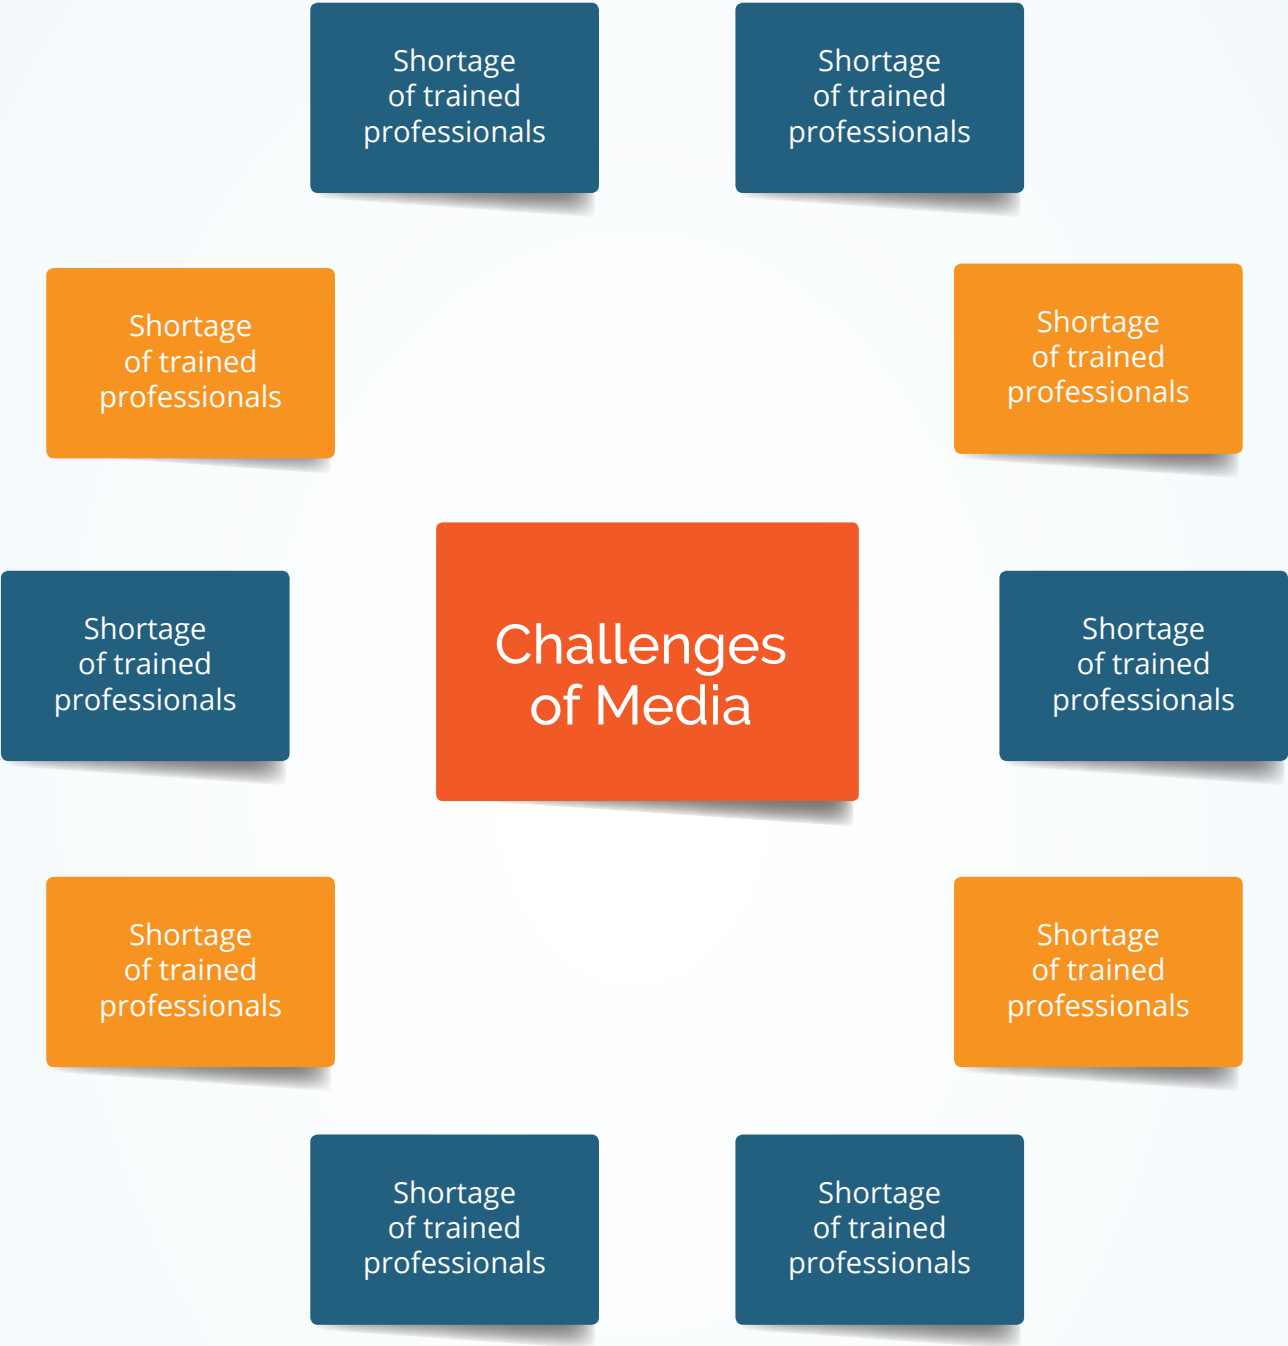 Shortage
of trained
professionals
Shortage
of trained
professionals
Shortage
of trained
professionals
Shortage
of trained
professionals
Shortage
of trained
professionals
Challenges
of Media
Shortage
of trained
professionals
Shortage
of trained
professionals
Shortage
of trained
professionals
Shortage
of trained
professionals
Shortage
of trained
professionals